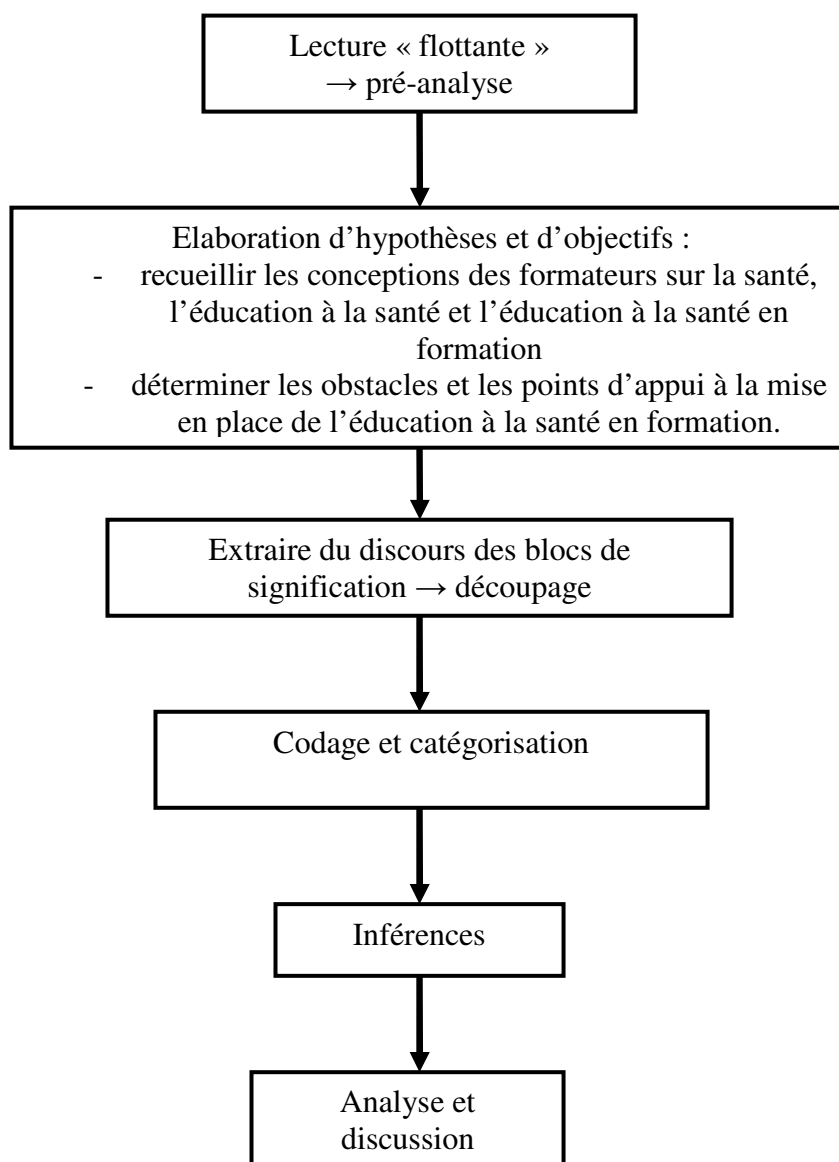 Lecture « flottante »
→ pré-analyse
Elaboration d’hypothèses et d’objectifs :
- recueillir les conceptions des formateurs sur la santé,
l’éducation à la santé et l’éducation à la santé en
formation
- déterminer les obstacles et les points d’appui à la mise
en place de l’éducation à la santé en formation.
Extraire du discours des blocs de
signification → découpage
Codage et catégorisation
Inférences
Analyse et
discussion